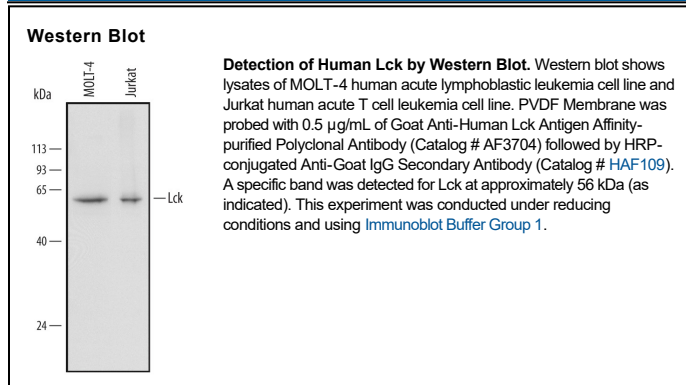 Western Blot
kDa
MOLT-4
Jurkat
113
93
65
40
24
Lck
Detection of Human Lck by Western Blot. Western blot shows
lysates of MOLT-4 human acute lymphoblastic leukemia cell line and
Jurkat human acute T cell leukemia cell line. PVDF Membrane was
probed with 0.5 µg/mL of Goat Anti-Human Lck Antigen Affinity-
purified Polyclonal Antibody (Catalog # AF3704) followed by HRP-
conjugated Anti-Goat IgG Secondary Antibody (Catalog # HAF109).
A specific band was detected for Lck at approximately 56 kDa (as
indicated). This experiment was conducted under reducing
conditions and using Immunoblot Buffer Group 1.